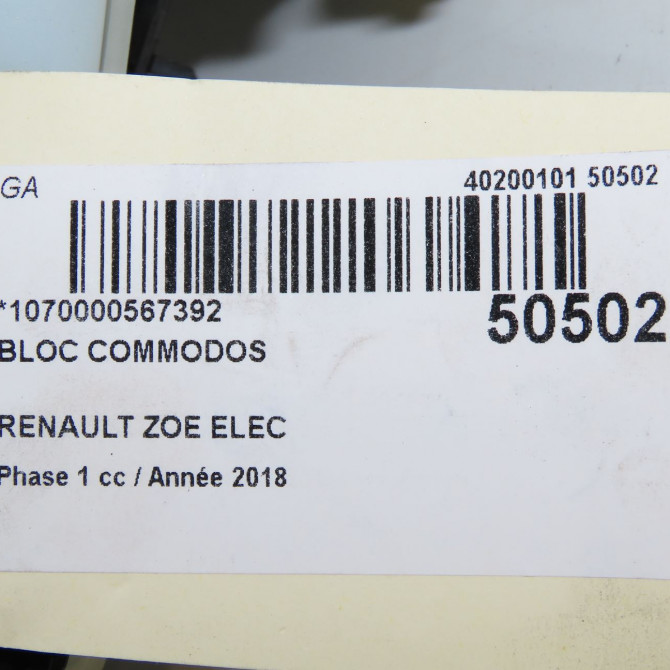 GA
40200101 50502
*1070000567392
50502
BLOC COMMODOS
RENAULT ZOE ELEC
Phase 1 cc / Année 2018